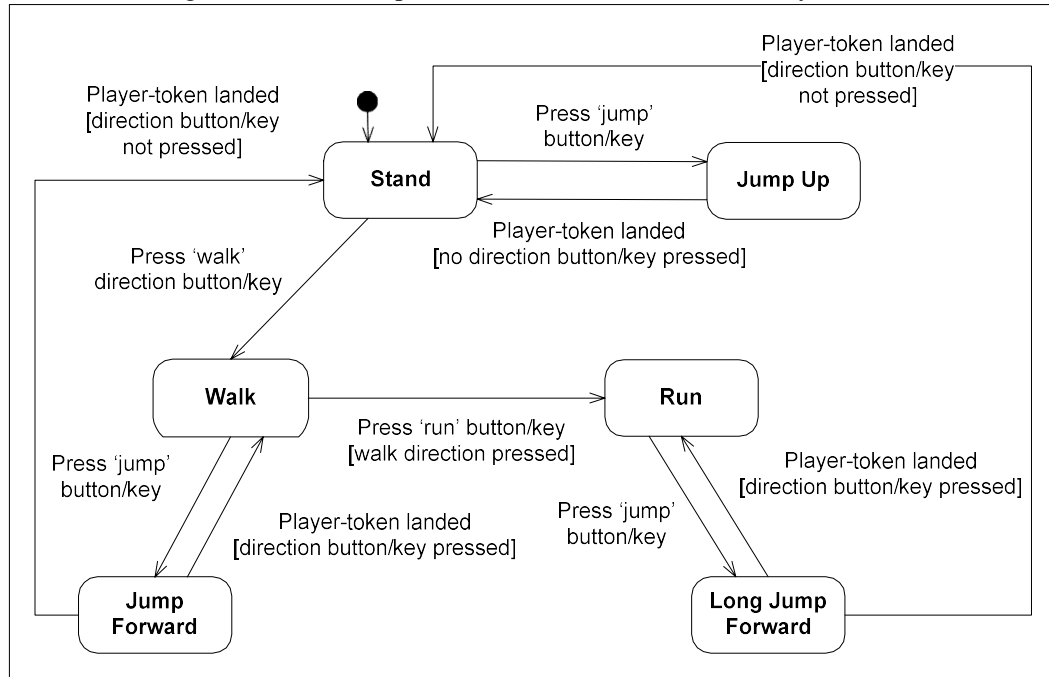 Player-token landed
[direction button/key
not pressed]
Player-token landed
[direction button/key
not pressed]
Press ‘jump’
button/key
Stand
Jump Up
Player-token landed
[no direction button/key pressed]
Press ‘walk’
direction button/key
Walk
Run
Press ‘run’ button/key
[walk direction pressed]
Press ‘jump’
button/key
Player-token landed
[direction button/key pressed]
Press ‘jump’
button/key
Player-token landed
[direction button/key pressed]
Jump
Forward
Long Jump
Forward